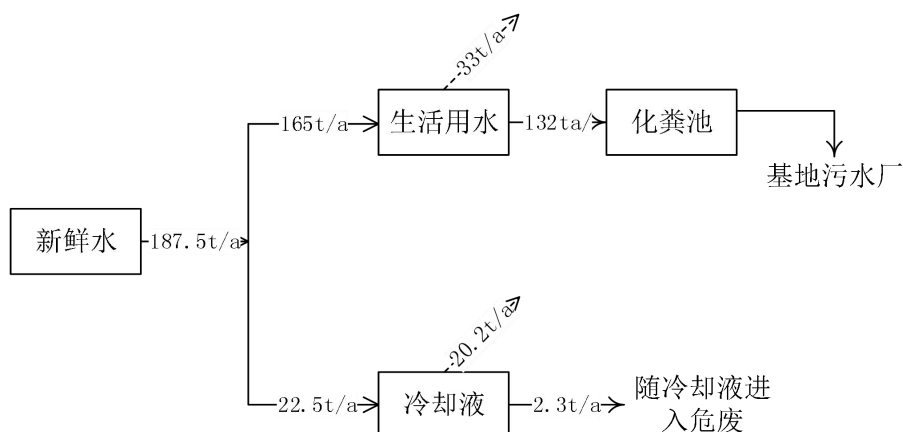 33t/a
165t/a
生活用水
132ta/
化粪池
基地污水厂
新鲜水
187.5t/a
20.2t/a
22.5t/a
冷却液
2.3t/a
随冷却液进
入危废